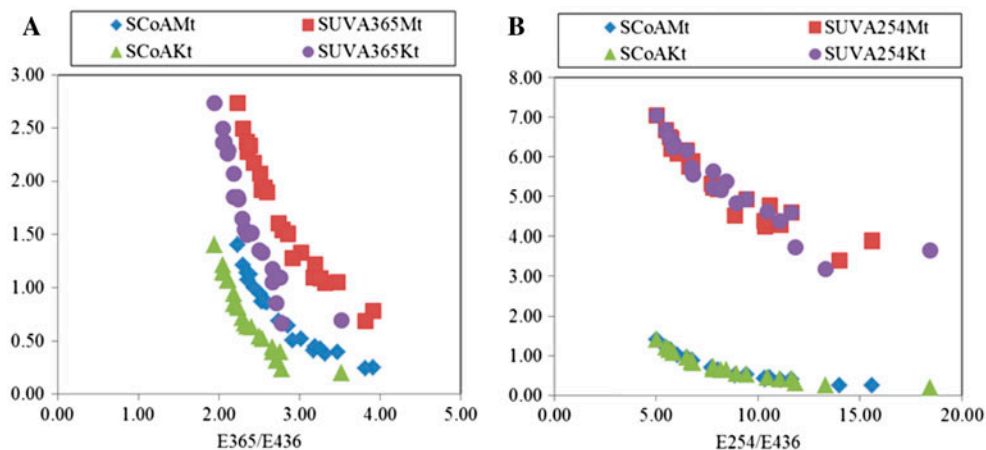 A
SCoAMt SUVA365Mt
SCoAKt SUVA365Kt
3.00
2.50
2.00
1.50
1.00
0.50
0.00
0.00 1.00 2.00 3.00 4.00 5.00
E365/E436
B
SCoAMt SUVA254Mt
SCoAKt SUVA254Kt
8.00
7.00
6.00
5.00
4.00
3.00
2.00
1.00
0.00
0.00 5.00 10.00 15.00 20.00
E254/E436